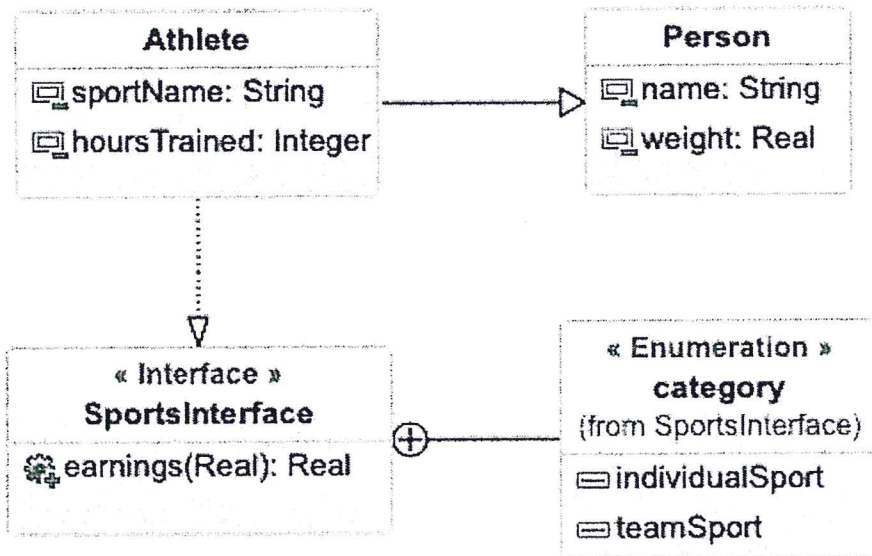 Athlete
sportName: String
hoursTrained: Integer
Person
name: String
weight: Real
« Interface »
SportsInterface
earnings(Real): Real
« Enumeration »
category
(from SportsInterface)
individualSport
teamSport